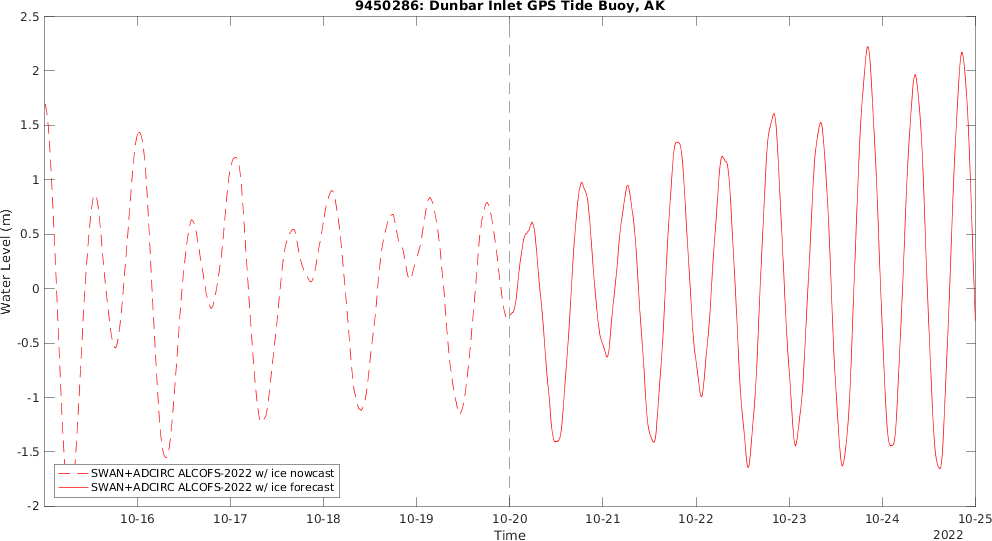 9450286: Dunbar Inlet GPS Tide Buoy, AK
2.5
2
1.5
1
0.5
0
-0.5
-1
-1.5
-2
Water Level (m)
SWAN+ADCIRC ALCOFS-2022 w/ ice nowcast
SWAN+ADCIRC ALCOFS-2022 w/ ice forecast
10-16 10-17 10-18 10-19 10-20 10-21 10-22 10-23 10-24 10-25
Time
2022